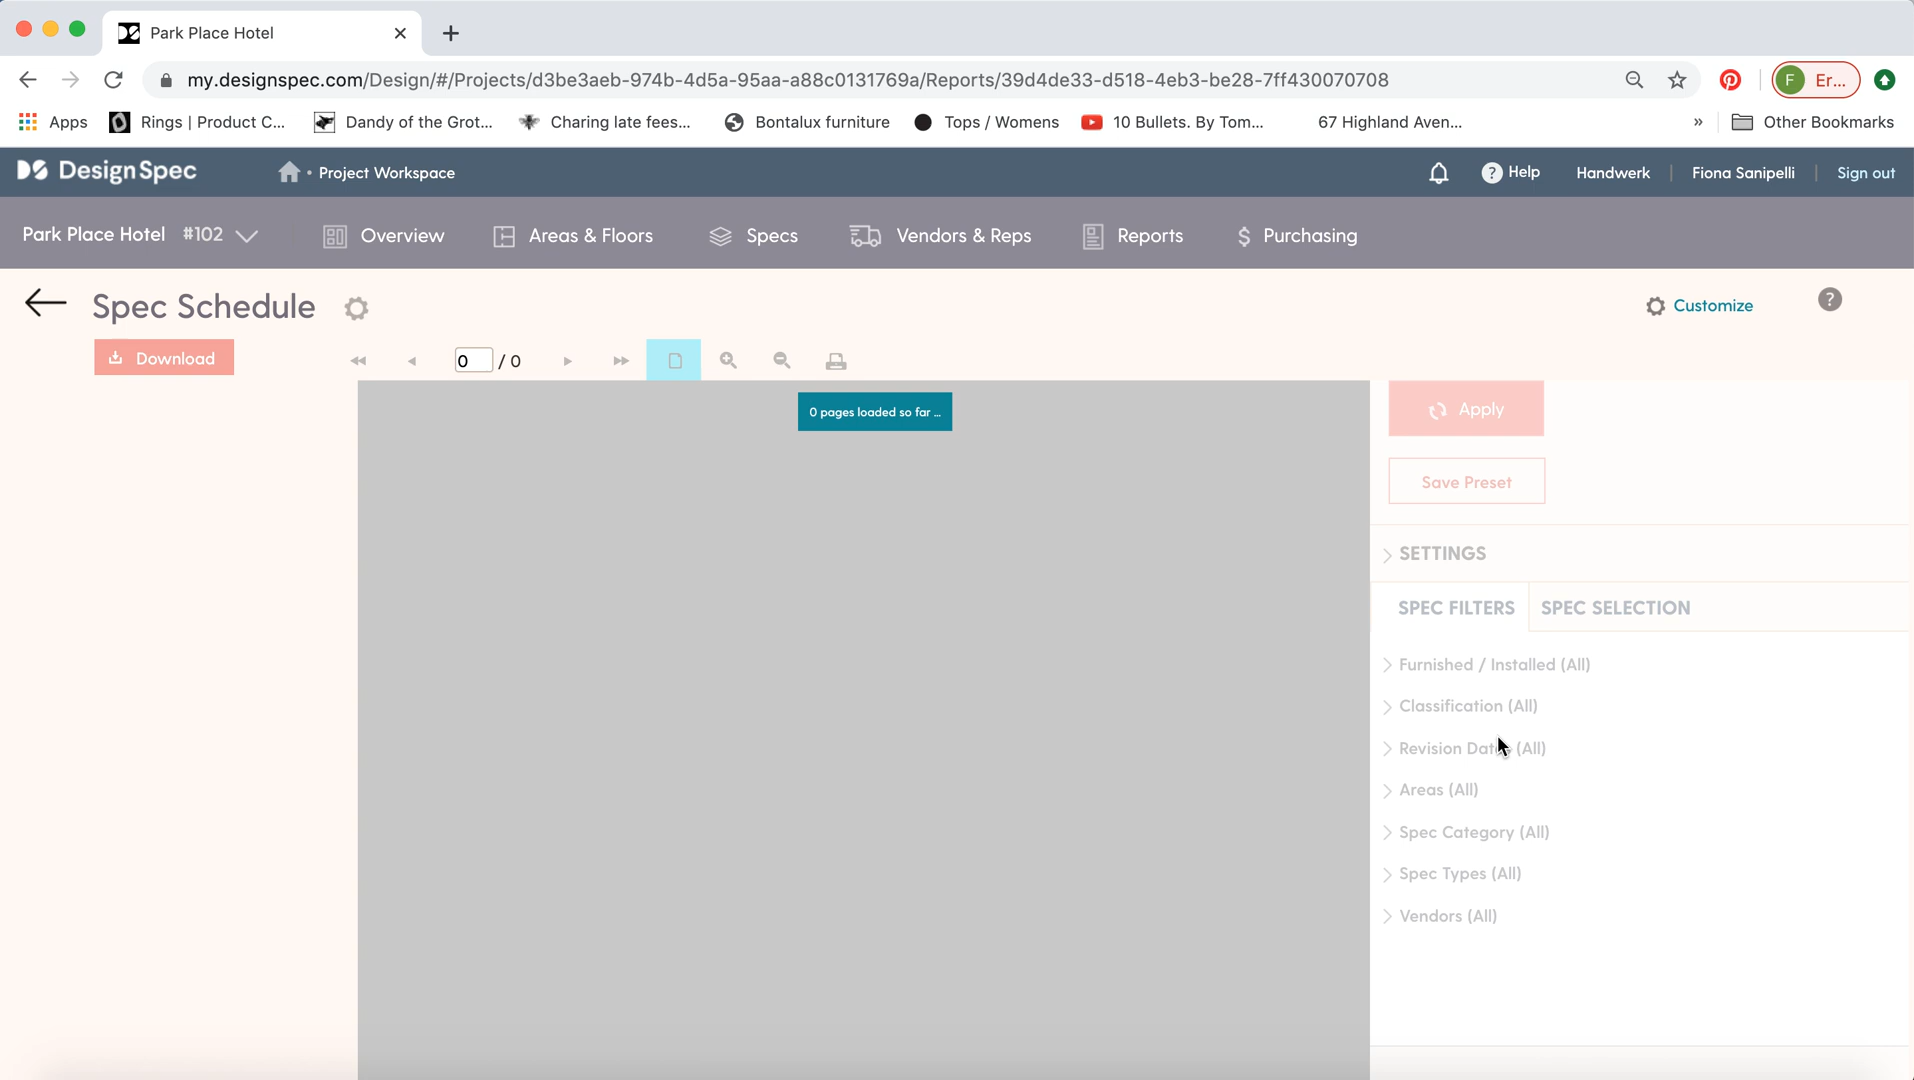 Park Place Hotel
my.designspec.com/Design/#/Projects/d3be3aeb-974b-4d5a-95aa-a88c0131769a/Reports/39d4de33-d518-4eb3-be28-7ff430070708
F Er...
Apps Rings | Product C... Dandy of the Grot... Charing late fees... Bontalux furniture Tops / Womens 10 Bullets. By Tom... 67 Highland Aven... » Other Bookmarks
DS DesignSpec • Project Workspace ? Help Handwerk | Fiona Sanipelli | Sign out
Park Place Hotel #102 Overview Areas & Floors Specs Vendors & Reps Reports $ Purchasing
Spec Schedule Customize ?
Download 0 / 0
0 pages loaded so far ...
Apply
Save Preset
SETTINGS
SPEC FILTERS SPEC SELECTION
Furnished / Installed (All)
Classification (All)
Revision (All)
Areas (All)
Spec Category (All)
Spec Types (All)
Vendors (All)